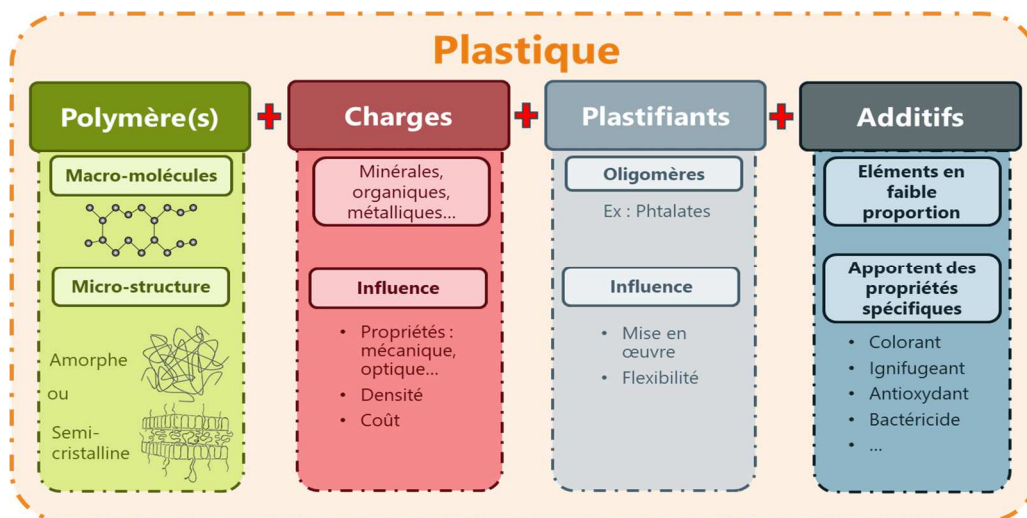 Plastique
Polymère(s)
+
Charges
+
Plastifiants
+
Additifs
Macro-molécules
Micro-structure
Amorphe
ou
Semi-
cristalline
Minérales,
organiques,
métalliques...
Influence
• Propriétés :
mécanique,
optique...
• Densité
• Coût
Oligomères
Ex : Phtalates
Influence
• Mise en
œuvre
• Flexibilité
Eléments en
faible
proportion
Apportent des
propriétés
spécifiques
• Colorant
• Ignifugeant
• Antioxydant
• Bactéricide
• ...